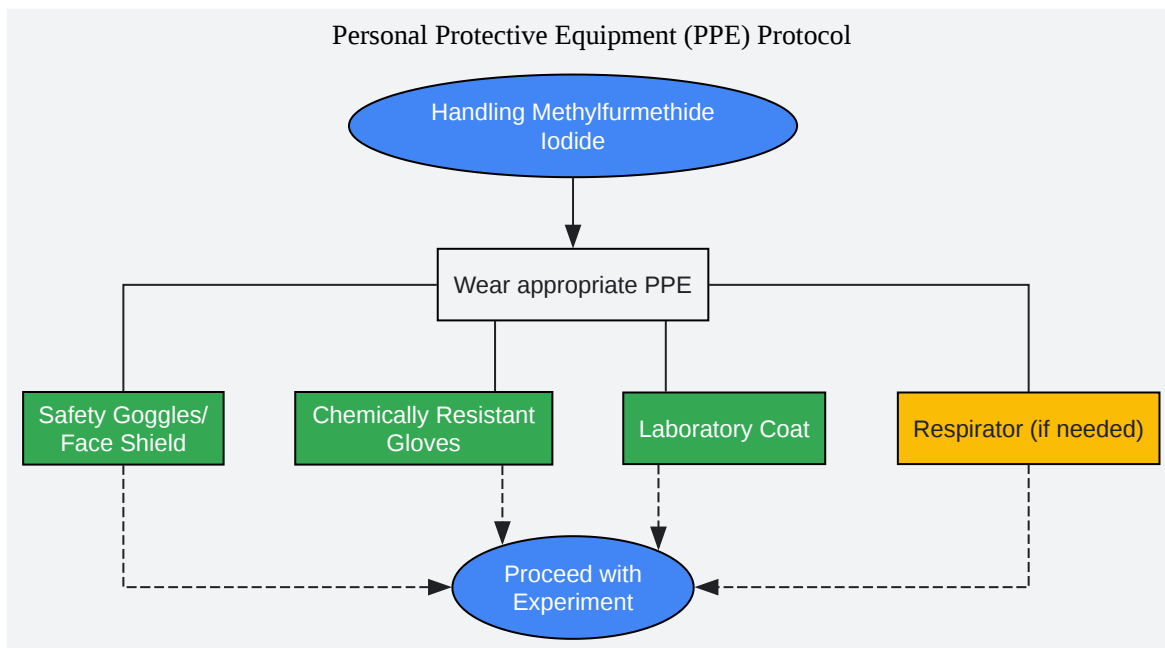 Personal Protective Equipment (PPE) Protocol
Handling Methylfurmethide
Iodide
Wear appropriate PPE
Safety Goggles/
Face Shield
Chemically Resistant
Gloves
Laboratory Coat
Respirator (if needed)
Proceed with
Experiment